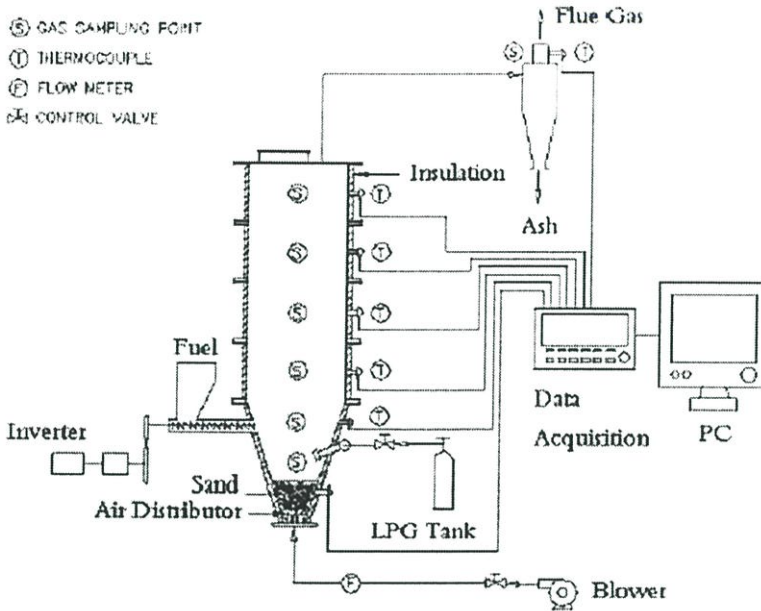 Ⓢ GAS SAMPLING POINT
Ⓣ THERMOCOUPLE
Ⓕ FLOW METER
CONTROL VALVE
Flue Gas
S
T
Insulation
Ash
S
T
S
T
S
T
S
T
S
T
S
Fuel
Inverter
Data
Acquisition
PC
Sand
Air Distributor
LPG Tank
F
Blower